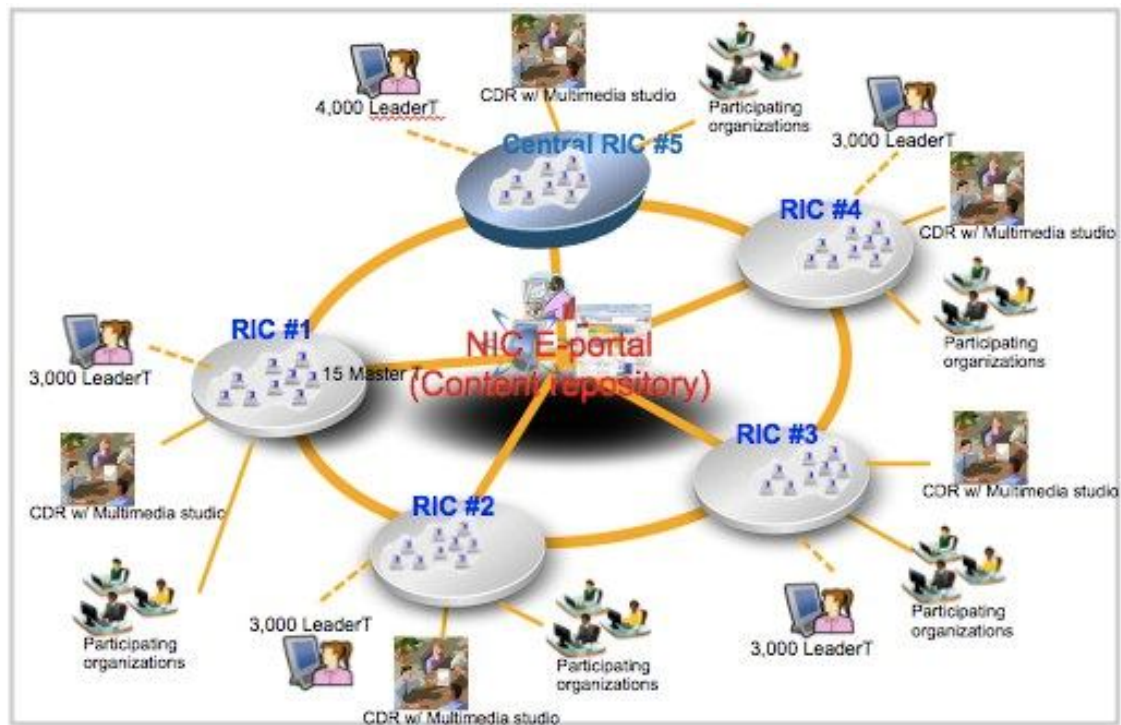 4,000 LeaderT
CDR w/ Multimedia studio
Participating
organizations
Central RIC #5
3,000 LeaderT
RIC #4
CDR w/ Multimedia studio
Participating
organizations
RIC #1
3,000 LeaderT
15 Master T
NIC E-portal
(Content repository)
CDR w/ Multimedia studio
Participating
organizations
RIC #2
3,000 LeaderT
CDR w/ Multimedia studio
Participating
organizations
RIC #3
CDR w/ Multimedia studio
Participating
organizations
3,000 LeaderT